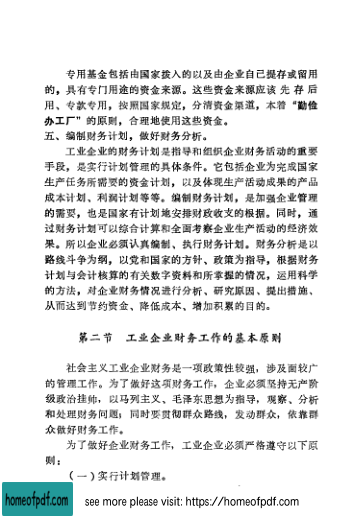 专用基金包括由国家拨入的以及由企业自己提存或留用
的，具有专门用途的资金来源。这些资金来源应该先存后
用、专款专用，按照国家规定，分清资金渠道，本着“勤俭
办工厂”的原则，合理地使用这些资金。
五、编制财务计划，做好财务分析。
工业企业的财务计划是指导和组织企业财务活动的重要
手段，是实行计划管理的具体条件。它包括企业为完成国家
生产任务所需要的资金计划，以及体现生产活动成果的产品
成本计划、利润计划等等。编制财务计划，是加强企业管理
的需要，也是国家有计划地安排财政收支的根据。同时，通
过财务计划可以综合计算和全面考察企业生产活动的经济效
果。所以企业必须认真编制、执行财务计划。财务分析是以
路线斗争为纲，以党和国家的方针、政策为指导，根据财务
计划与会计核算的有关数字资料和所掌握的情况，运用科学
的方法，对企业财务情况进行分析、研究原因、提出措施、
从而达到节约资金、降低成本、增加积累的目的。
第二节 工业企业财务工作的基本原则
社会主义工业企业财务是一项政策性较强，涉及面较广
的管理工作。为了做好这项财务工作，企业必须坚持无产阶
级政治挂帅，以马列主义、毛泽东思想为指导，观察、分析
和处理财务问题；同时要贯彻群众路线，发动群众，依靠群
众做好财务工作。
为了做好企业财务工作，工业企业必须严格遵守以下原
则：
（一）实行计划管理。
homeofpdf.com see more please visit: https://homeofpdf.com